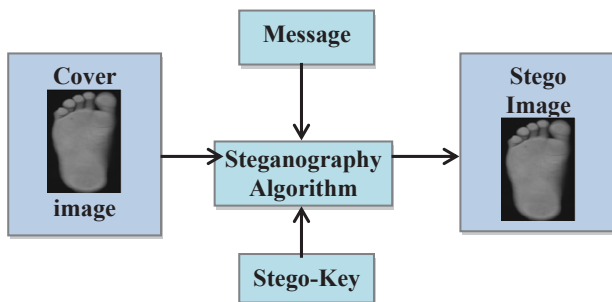 Message
Cover
image
Steganography
Algorithm
Stego
Image
Stego-Key